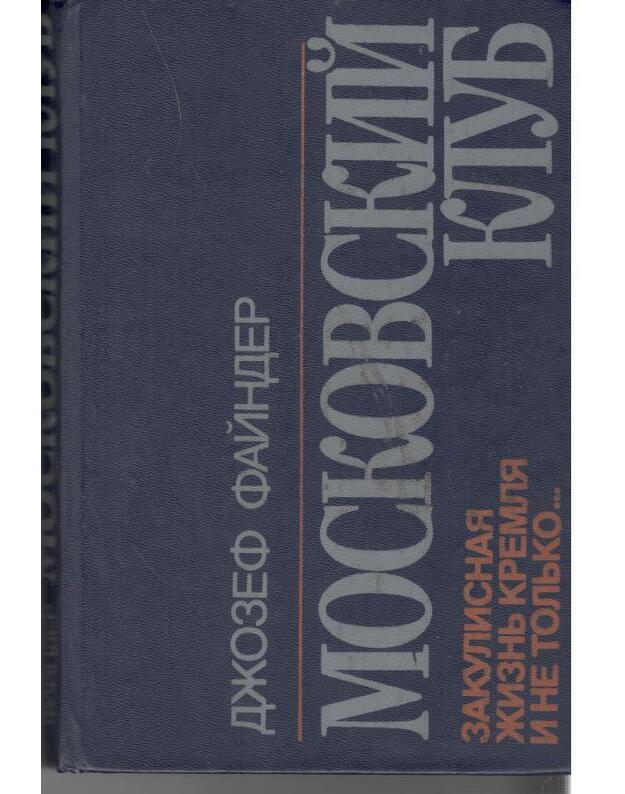 ДЖОЗЕФ ФАЙНДЕР
МОСКОВСКИЙ
КЛУБ
ЗАКУЛИСНАЯ
ЖИЗНЬ КРЕМЛЯ
И НЕ ТОЛЬКО...